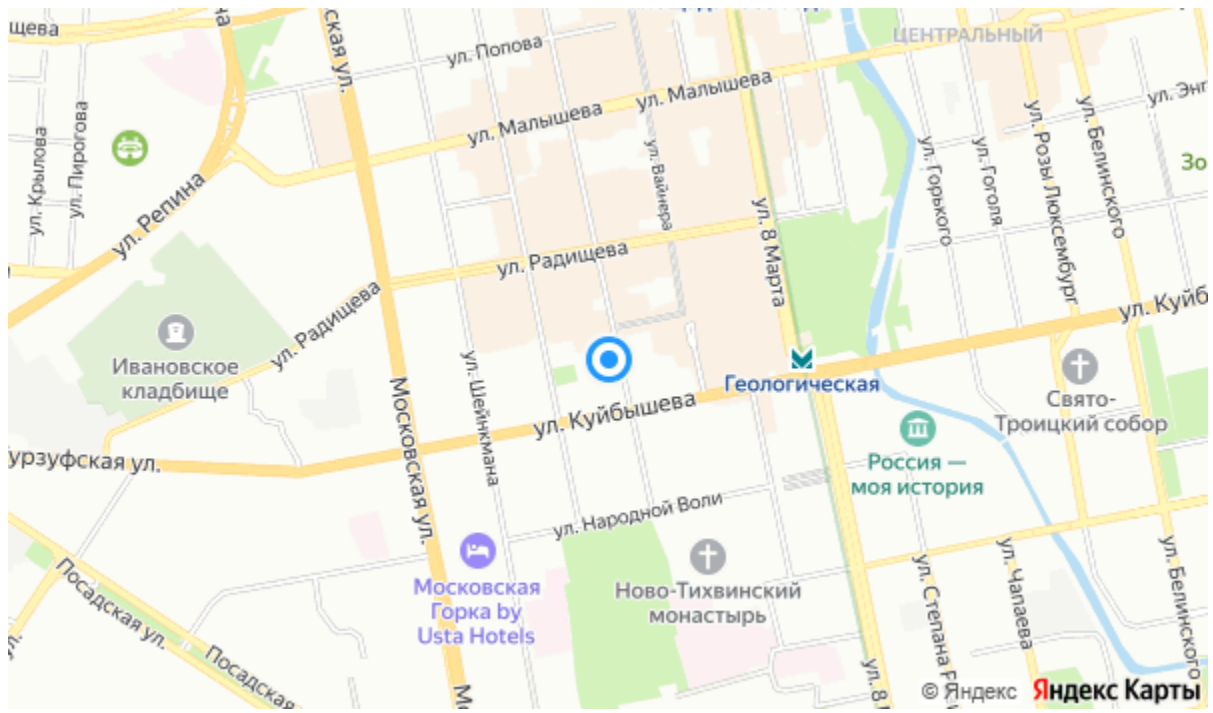 щева
ул. Попова
ЦЕНТРАЛЬНЫЙ
ская ул.
ул. Малышева
ул. Малышева
ул. Крылова
ул. Пирогова
ул. Репина
ул. Вайнера
ул. 8 Марта
ул. Горького
ул. Гоголя
ул. Розы Люксембург
ул. Белинского
ул. Энг
Зо
ул. Радищева
ул. Радищева
Ивановское
кладбище
Московская ул.
ул. Шейнкмана
ул. Куйбышева
ул. Куйб
Геологическая
Свято-
Троицкий собор
Россия —
моя история
урзуфская ул.
ул. Народной Воли
Московская
Горка by
Usta Hotels
Ново-Тихвинский
монастырь
Посадская ул.
Посадская
Мо
ул. 8
ул. Степана Р
ул. Чапаева
ул. Белинского
© Яндекс
Яндекс Карты